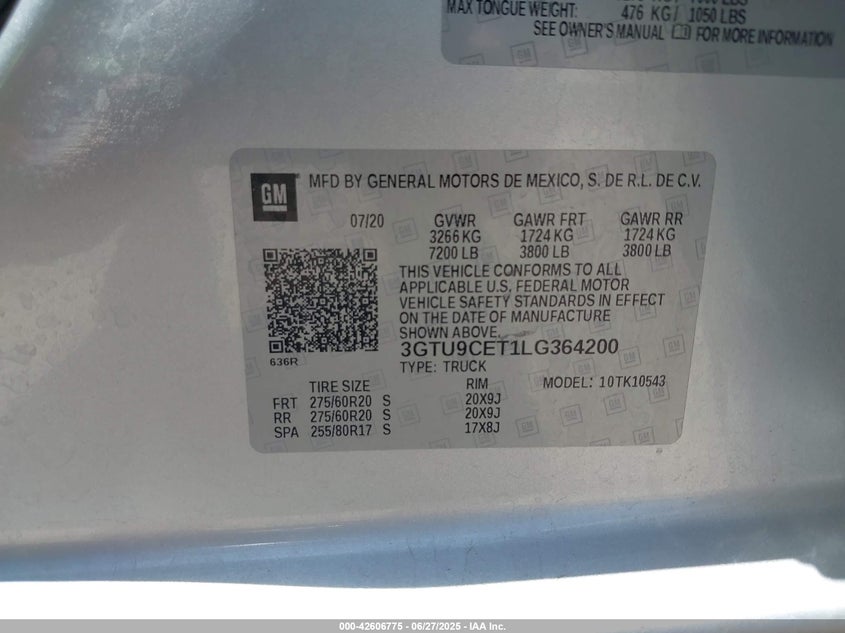 MAX TONGUE WEIGHT: 476 KG/ 1050 LBS
SEE OWNER'S MANUAL FOR MORE INFORMATION
GM MFD BY GENERAL MOTORS DE MEXICO, S. DE R.L. DE C.V.
07/20 GVWR GAWR FRT GAWR RR
3266 KG 1724 KG 1724 KG
7200 LB 3800 LB 3800 LB
THIS VEHICLE CONFORMS TO ALL
APPLICABLE U.S. FEDERAL MOTOR
VEHICLE SAFETY STANDARDS IN EFFECT
ON THE DATE OF MANUFACTURE
SHOWN ABOVE.
636R 3GTU9CET1LG364200
TYPE: TRUCK
TIRE SIZE RIM MODEL: 10TK10543
FRT 275/60R20 S 20X9J
RR 275/60R20 S 20X9J
SPA 255/80R17 S 17X8J
000-42606775 - 06/27/2025 - IAA Inc.